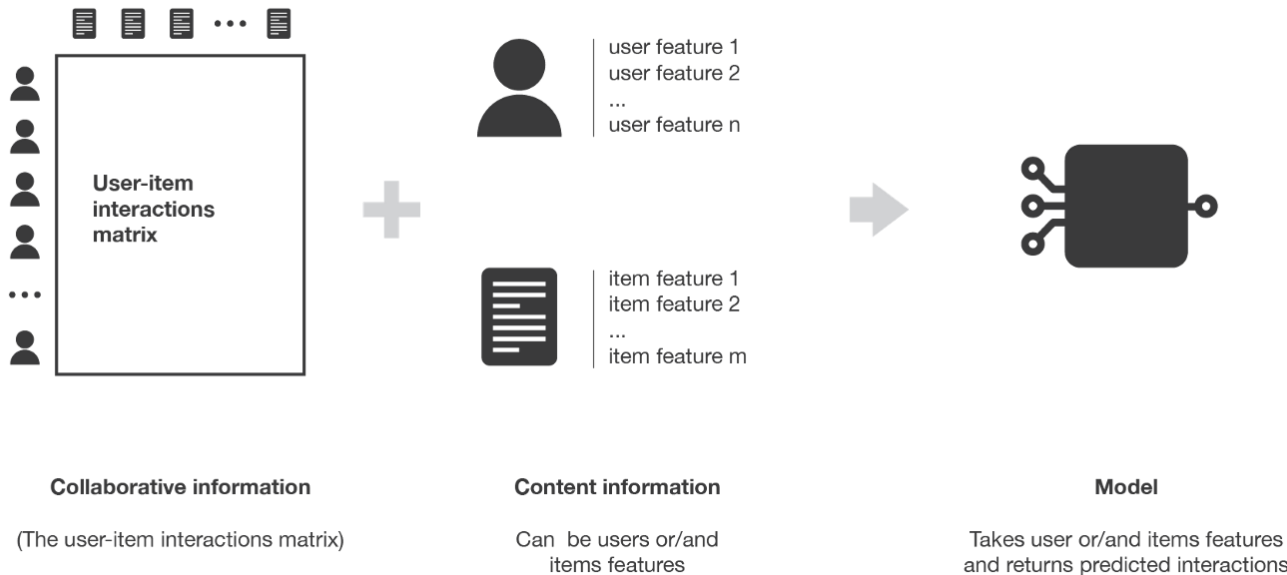 User-item
interactions
matrix
user feature 1
user feature 2
...
user feature n
item feature 1
item feature 2
...
item feature m
Collaborative information
(The user-item interactions matrix)
Content information
Can be users or/and
items features
Model
Takes user or/and items features
and returns predicted interactions